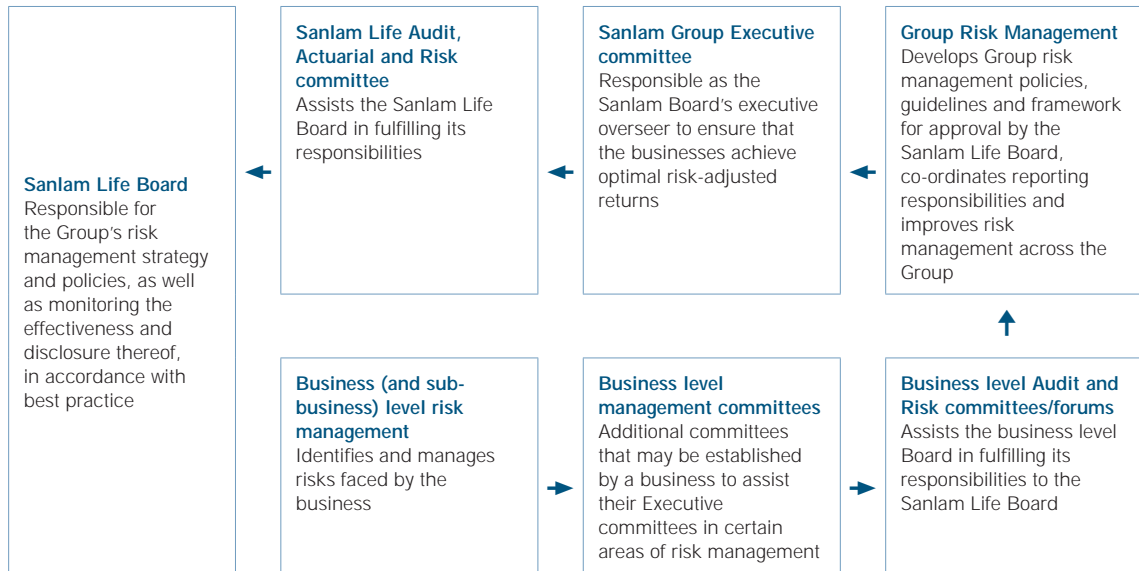 Sanlam Life Board
Responsible for
the Group's risk
management strategy
and policies, as well
as monitoring the
effectiveness and
disclosure thereof,
in accordance with
best practice
Sanlam Life Audit,
Actuarial and Risk
committee
Assists the Sanlam Life
Board in fulfilling its
responsibilities
Sanlam Group Executive
committee
Responsible as the
Sanlam Board's executive
overseer to ensure that
the businesses achieve
optimal risk-adjusted
returns
Group Risk Management
Develops Group risk
management policies,
guidelines and framework
for approval by the
Sanlam Life Board,
co-ordinates reporting
responsibilities and
improves risk
management across the
Group
Business (and sub-
business) level risk
management
Identifies and manages
risks faced by the
business
Business level
management committees
Additional committees
that may be established
by a business to assist
their Executive
committees in certain
areas of risk management
Business level Audit and
Risk committees/forums
Assists the business level
Board in fulfilling its
responsibilities to the
Sanlam Life Board